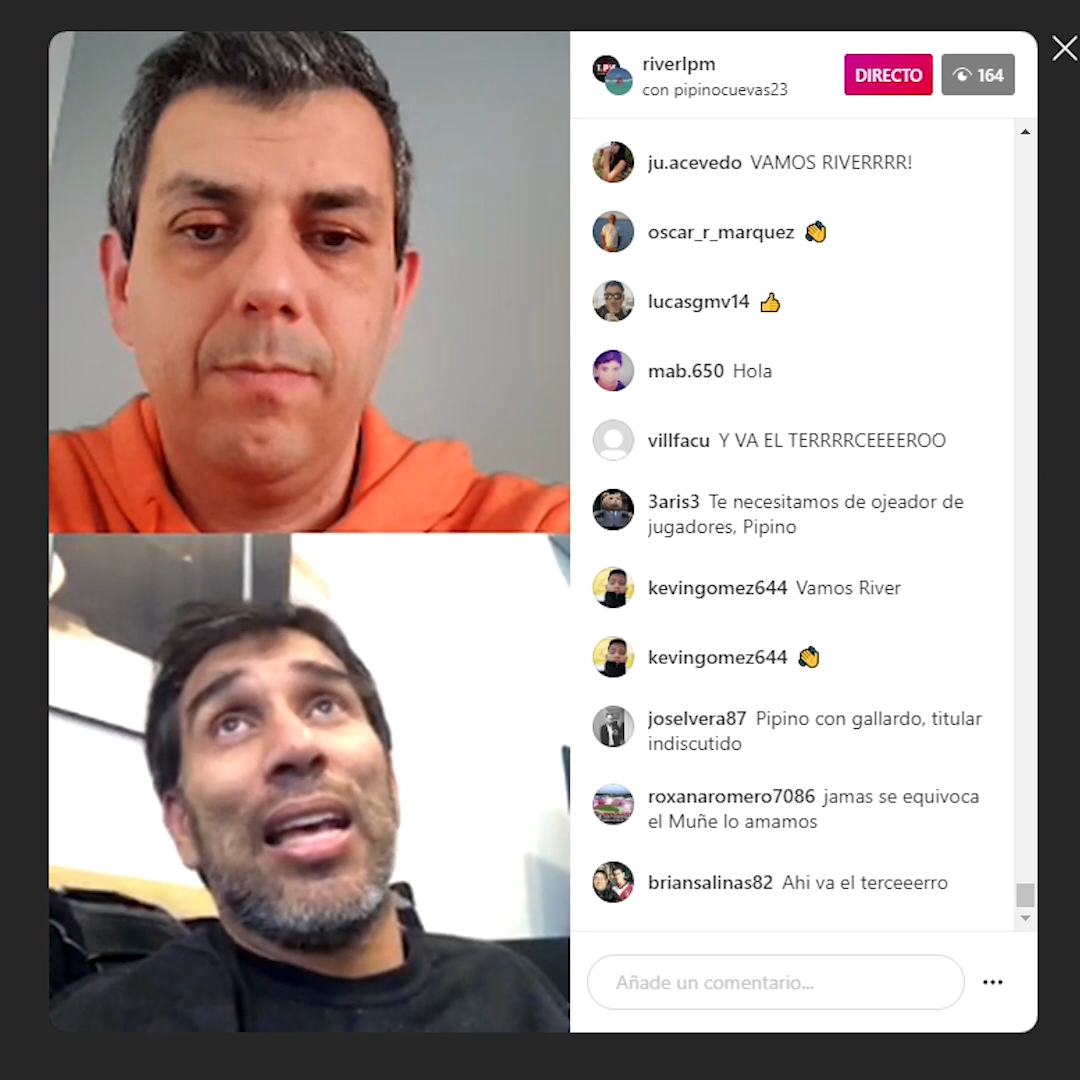 riverlpm
con pipinocuevas23
DIRECTO
164
ju.acevedo VAMOS RIVERRRR!
oscar_r_marquez
lucasgmv14
mab.650 Hola
villfacu Y VA EL TERRRRCEEEEROO
3aris3 Te necesitamos de ojeador de
jugadores, Pipino
kevingomez644 Vamos River
kevingomez644
joselvera87 Pipino con gallardo, titular
indiscutido
roxanaromero7086 jamas se equivoca
el Muñe lo amamos
briansalinas82 Ahi va el terceeerro
Añade un comentario...